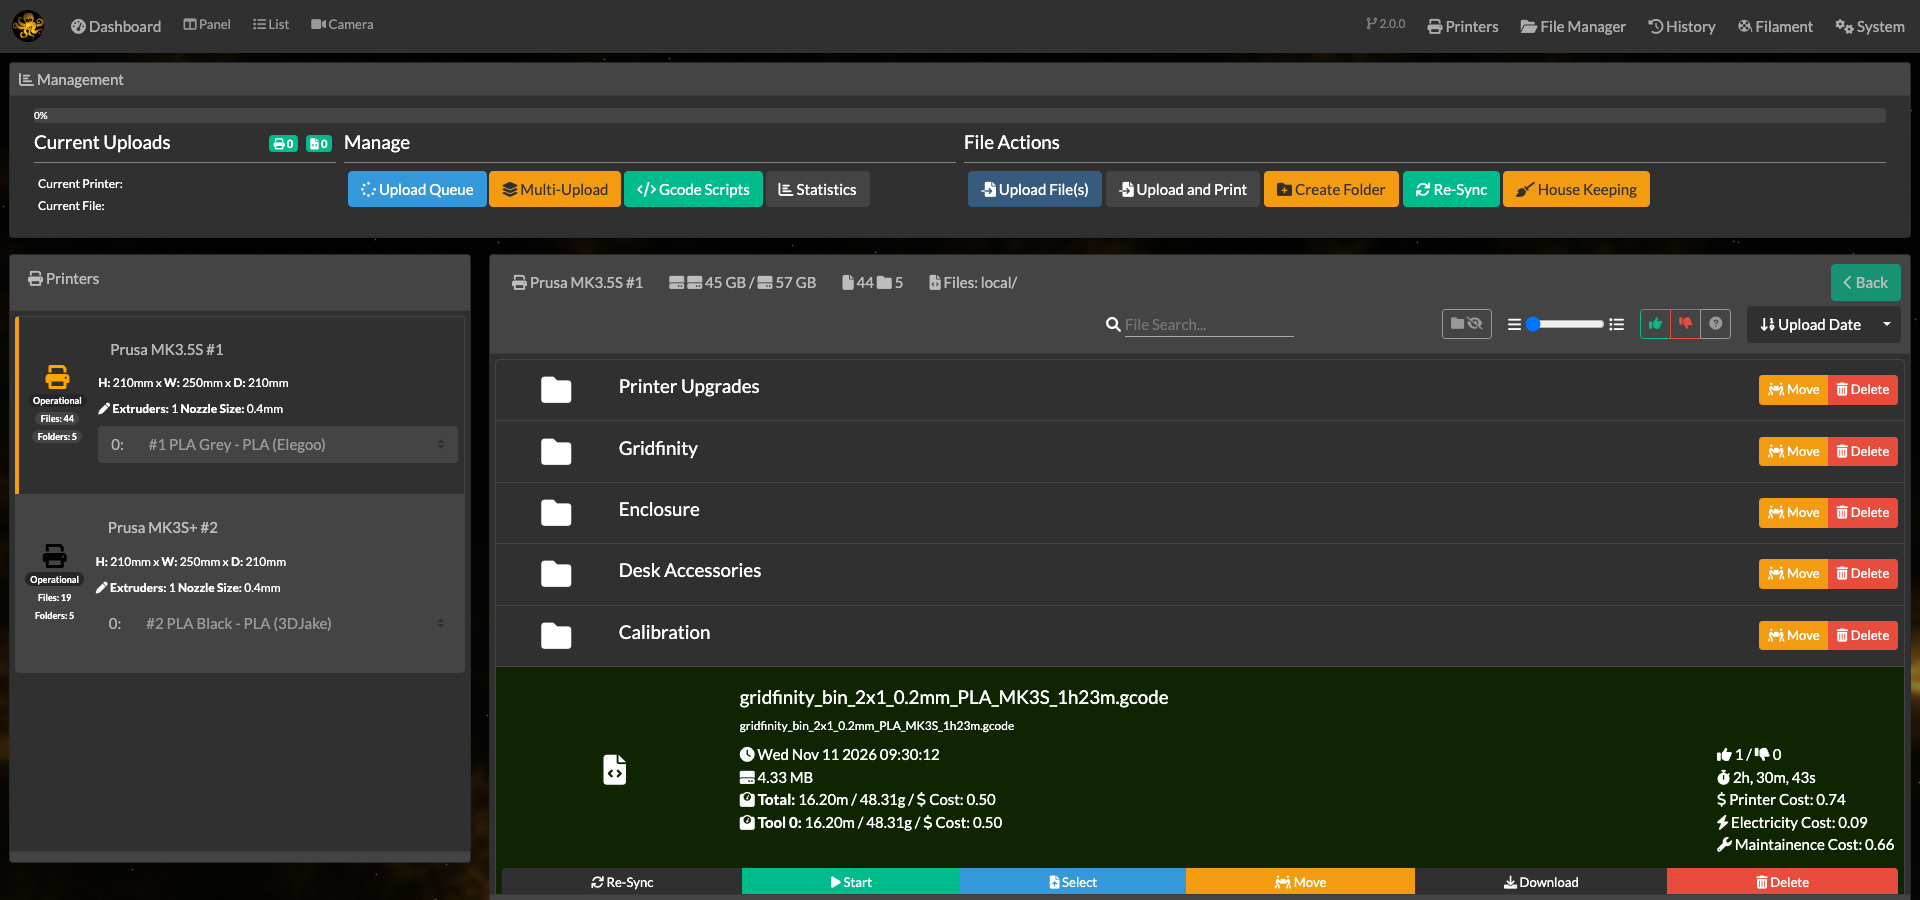 Dashboard Panel List Camera 2.0.0 Printers File Manager History Filament System
Management
0%
Current Uploads 0 0 Manage File Actions
Current Printer:
Current File:
Upload Queue Multi-Upload Gcode Scripts Statistics Upload File(s) Upload and Print Create Folder Re-Sync House Keeping
Printers
Prusa MK3.5S #1
H: 210mm x W: 250mm x D: 210mm
Extruders: 1 Nozzle Size: 0.4mm
Operational
Files: 44
Folders: 5
0: #1 PLA Grey - PLA (Elegoo)
Prusa MK3S+ #2
H: 210mm x W: 250mm x D: 210mm
Extruders: 1 Nozzle Size: 0.4mm
Operational
Files: 19
Folders: 5
0: #2 PLA Black - PLA (3DJake)
Prusa MK3.5S #1 45 GB / 57 GB 44 5 Files: local/ Back
File Search... Upload Date
Printer Upgrades Move Delete
Gridfinity Move Delete
Enclosure Move Delete
Desk Accessories Move Delete
Calibration Move Delete
gridfinity_bin_2x1_0.2mm_PLA_MK3S_1h23m.gcode
gridfinity_bin_2x1_0.2mm_PLA_MK3S_1h23m.gcode
Wed Nov 11 2026 09:30:12
4.33 MB
Total: 16.20m / 48.31g / $ Cost: 0.50
Tool 0: 16.20m / 48.31g / $ Cost: 0.50
1 / 0
2h, 30m, 43s
$ Printer Cost: 0.74
Electricity Cost: 0.09
Maintainence Cost: 0.66
Re-Sync Start Select Move Download Delete